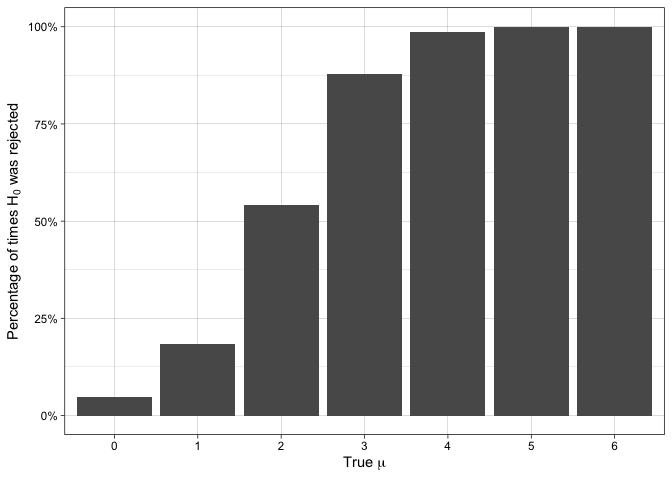 Percentage of times H₀ was rejected
100%
75%
50%
25%
0%
0 1 2 3 4 5 6
True μ